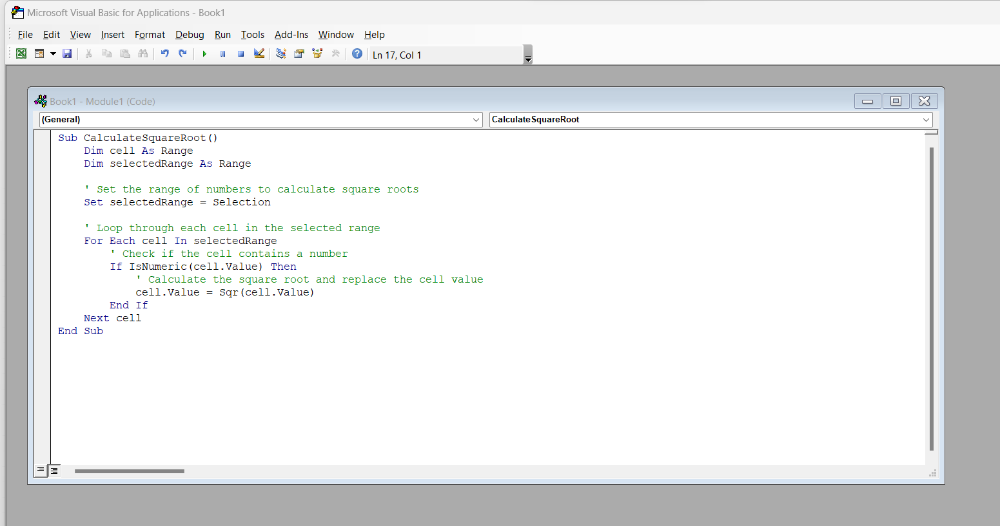 Microsoft Visual Basic for Applications - Book1
File Edit View Insert Format Debug Run Tools Add-Ins Window Help
Ln 17, Col 1
Book1 - Module1 (Code)
(General) CalculateSquareRoot
Sub CalculateSquareRoot()
    Dim cell As Range
    Dim selectedRange As Range
    ' Set the range of numbers to calculate square roots
    Set selectedRange = Selection
    ' Loop through each cell in the selected range
    For Each cell In selectedRange
        ' Check if the cell contains a number
        If IsNumeric(cell.Value) Then
            ' Calculate the square root and replace the cell value
            cell.Value = Sqr(cell.Value)
        End If
    Next cell
End Sub